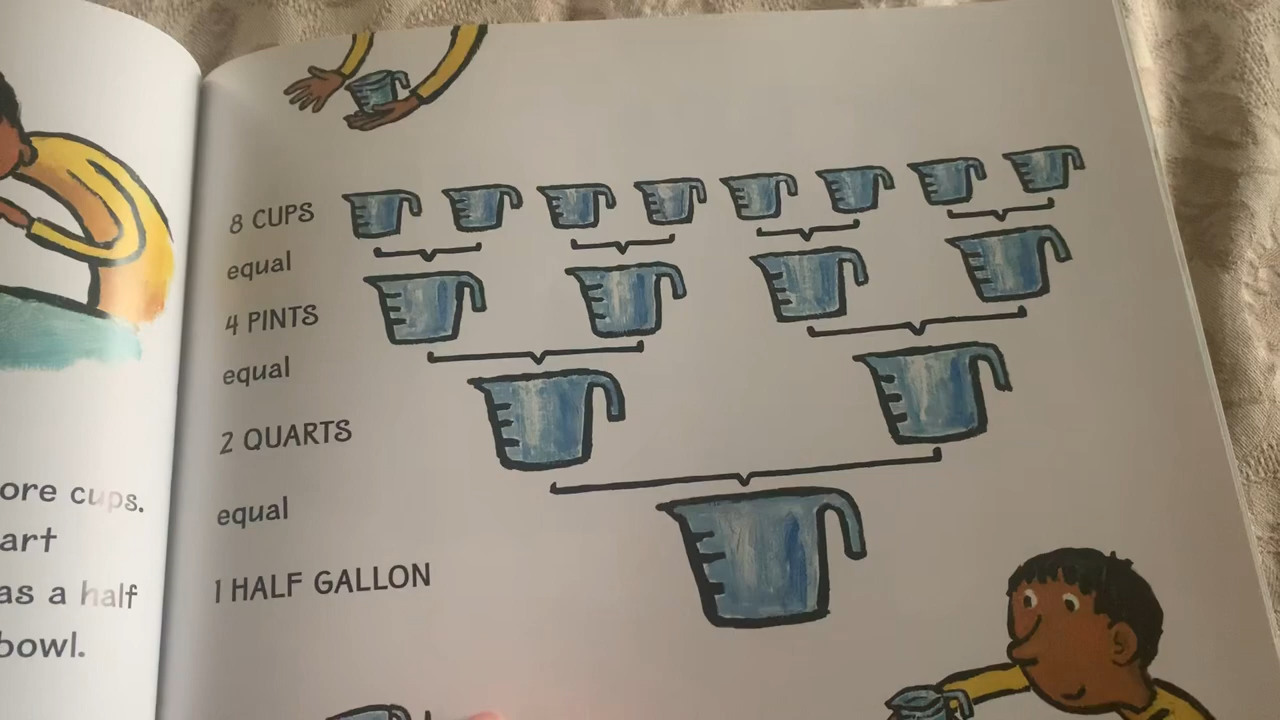 ore cups.
art
as a half
bowl.
8 CUPS
equal
4 PINTS
equal
2 QUARTS
equal
1 HALF GALLON